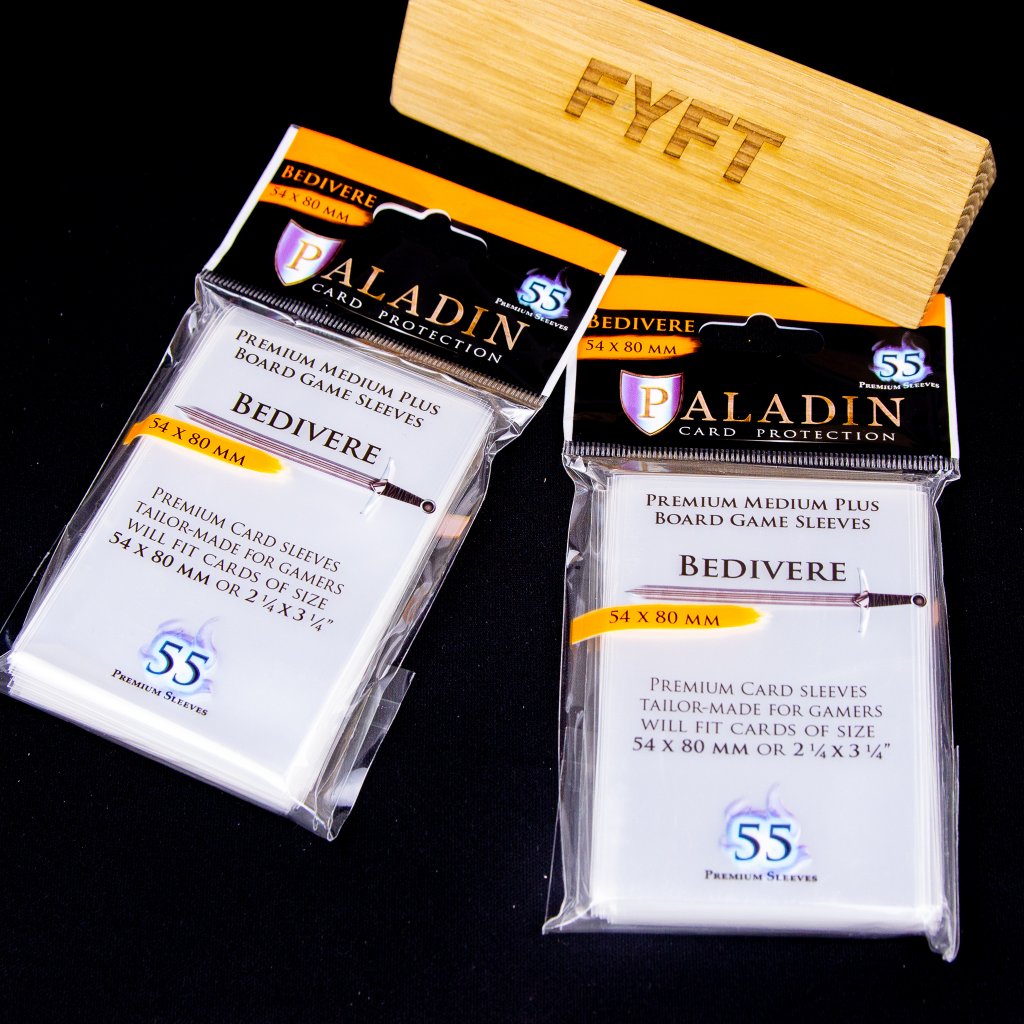 FYFT
BEDIVERE
54 X 80 MM
PALADIN
CARD PROTECTION
55
PREMIUM SLEEVES
PREMIUM MEDIUM PLUS
BOARD GAME SLEEVES
BEDIVERE
54 X 80 MM
PREMIUM CARD SLEEVES
TAILOR-MADE FOR GAMERS
WILL FIT CARDS OF SIZE
54 X 80 MM OR 2 ¼ X 3 ¼"
55
PREMIUM SLEEVES
BEDIVERE
54 X 80 MM
55
PREMIUM SLEEVES
PALADIN
CARD PROTECTION
PREMIUM MEDIUM PLUS
BOARD GAME SLEEVES
BEDIVERE
54 X 80 MM
PREMIUM CARD SLEEVES
TAILOR-MADE FOR GAMERS
WILL FIT CARDS OF SIZE
54 X 80 MM OR 2 ¼ X 3 ¼"
55
PREMIUM SLEEVES